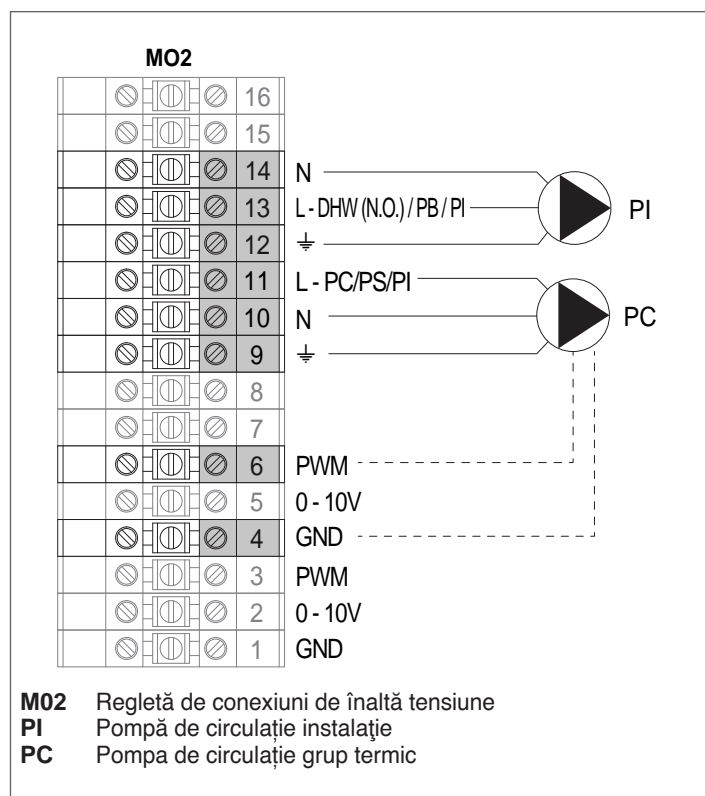 MO2
16
15
14 N
13 L - DHW (N.O.) / PB / PI PI
12
11 L - PC/PS/PI
10 N PC
9
8
7
6 PWM
5 0 - 10V
4 GND
3 PWM
2 0 - 10V
1 GND
M02 Regletă de conexiuni de înaltă tensiune
PI Pompă de circulație instalaţie
PC Pompa de circulație grup termic